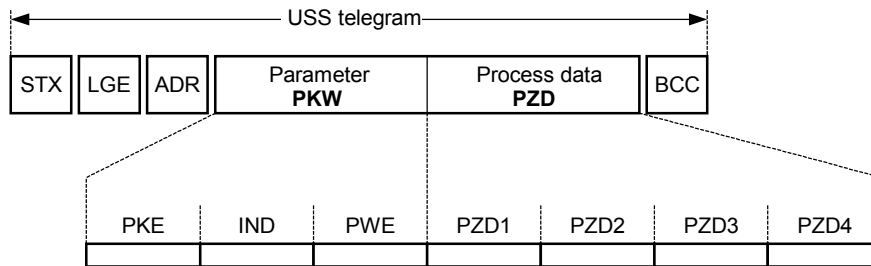 USS telegram
STX LGE ADR Parameter PKW Process data PZD BCC
PKE IND PWE PZD1 PZD2 PZD3 PZD4